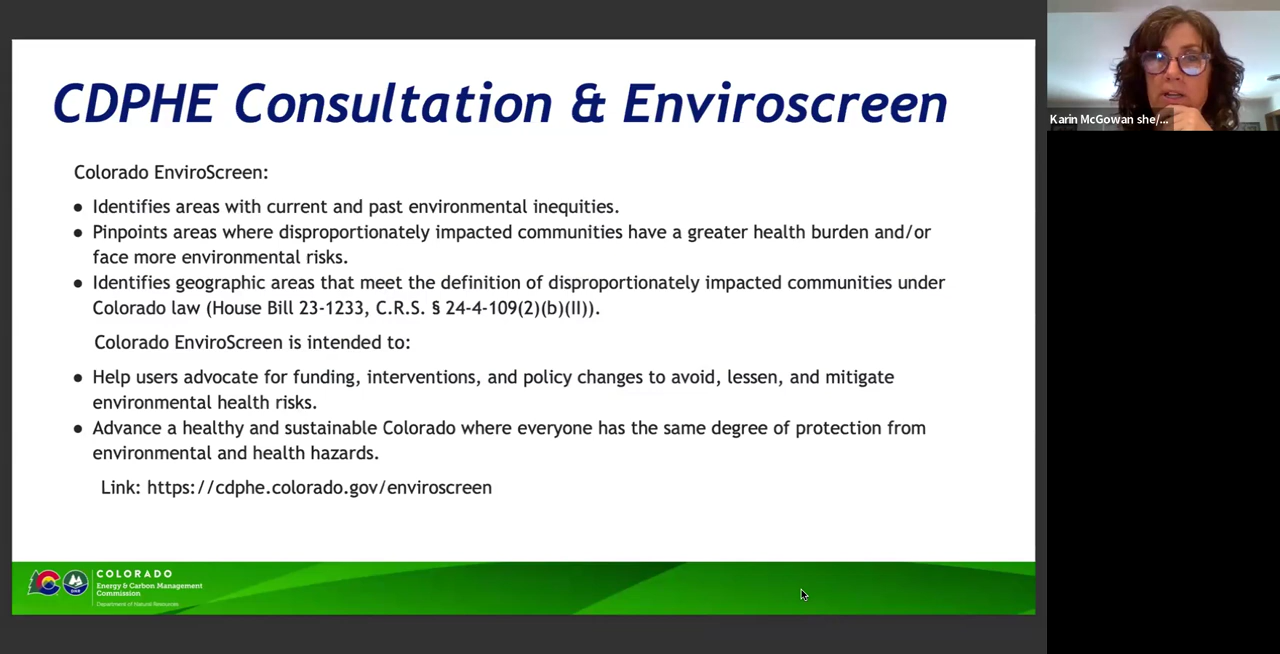 CDPHE Consultation & Enviroscreen
Colorado EnviroScreen:
● Identifies areas with current and past environmental inequities.
● Pinpoints areas where disproportionately impacted communities have a greater health burden and/or
face more environmental risks.
● Identifies geographic areas that meet the definition of disproportionately impacted communities under
Colorado law (House Bill 23-1233, C.R.S. § 24-4-109(2)(b)(II)).
Colorado EnviroScreen is intended to:
● Help users advocate for funding, interventions, and policy changes to avoid, lessen, and mitigate
environmental health risks.
● Advance a healthy and sustainable Colorado where everyone has the same degree of protection from
environmental and health hazards.
Link: https://cdphe.colorado.gov/enviroscreen
COLORADO
Energy & Carbon Management
Commission
Department of Natural Resources
Karin McGowan she/...